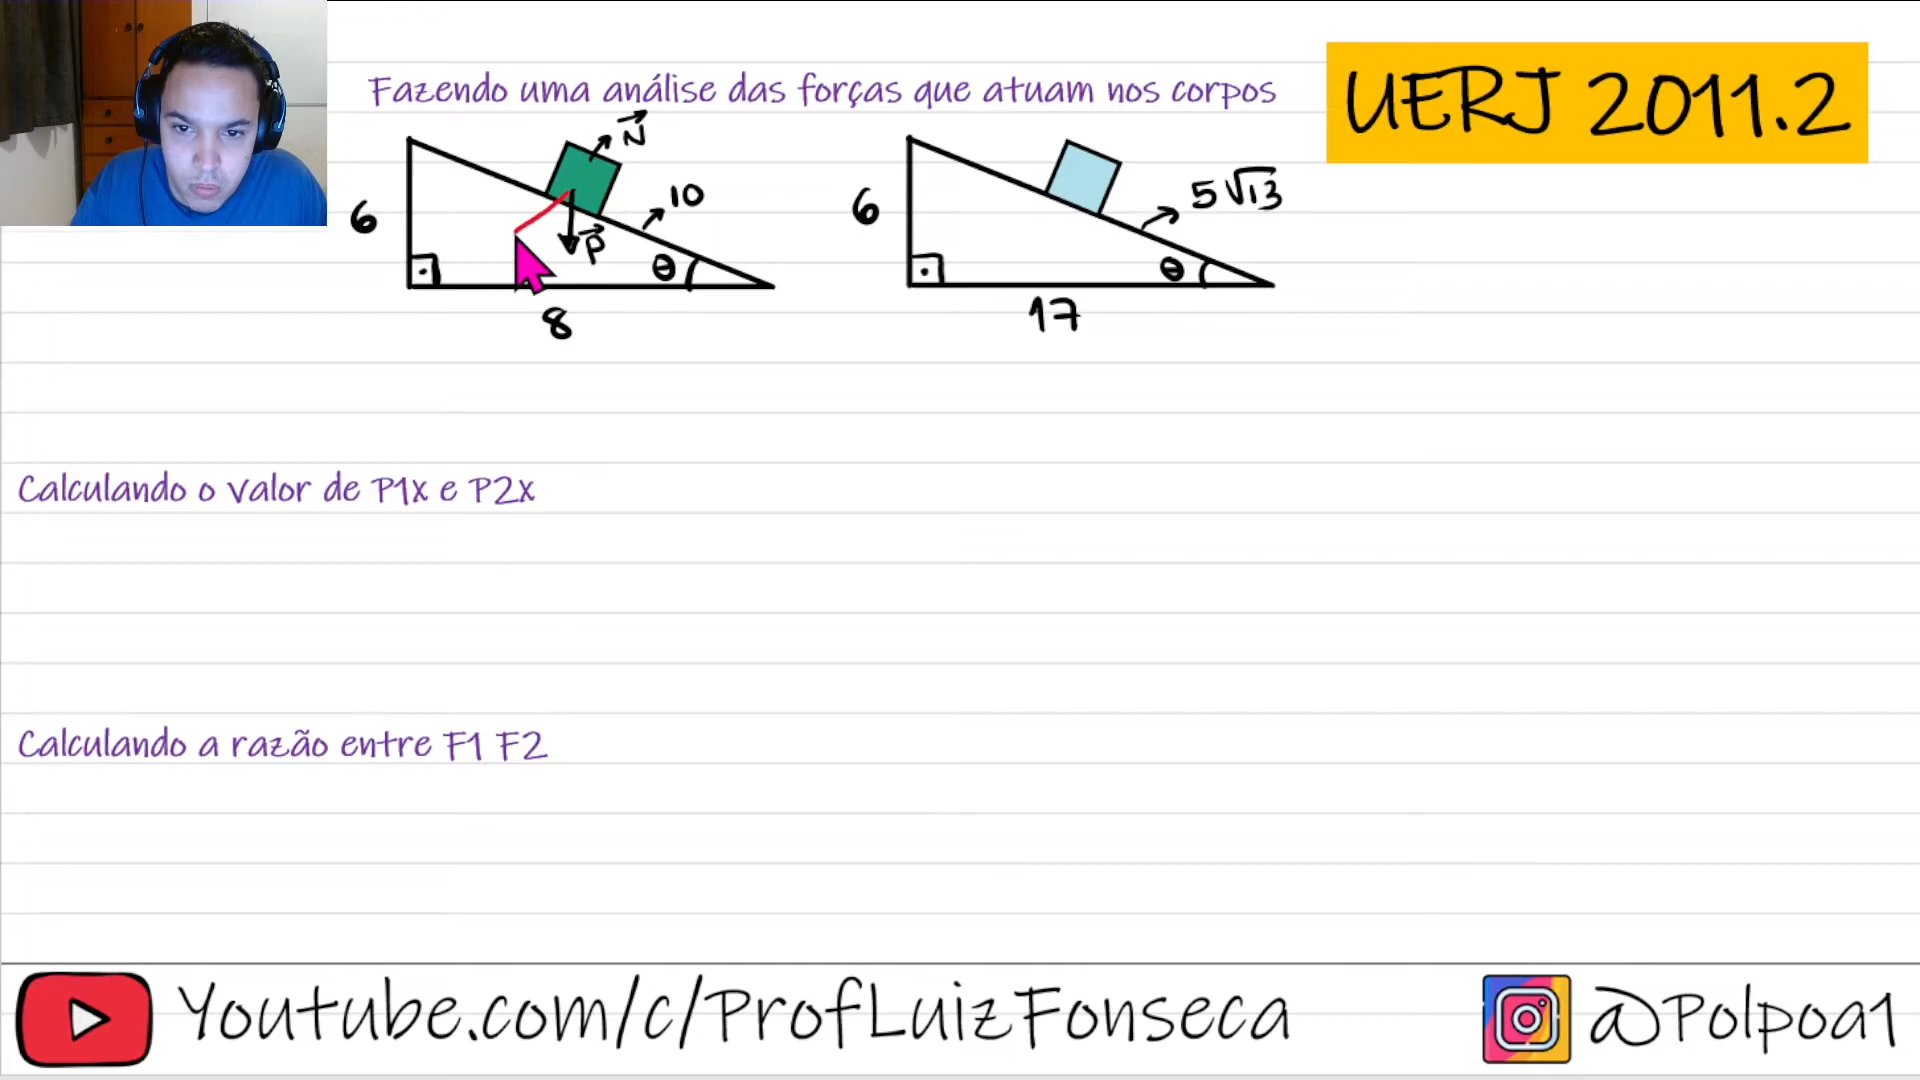 Fazendo uma análise das forças que atuam nos corpos
UERJ 2011.2
N
10
6
P
θ
8
6
5√13
θ
17
Calculando o valor de P1x e P2x
Calculando a razão entre F1 F2
Youtube.com/c/ProfLuizFonseca
@Polpoa1